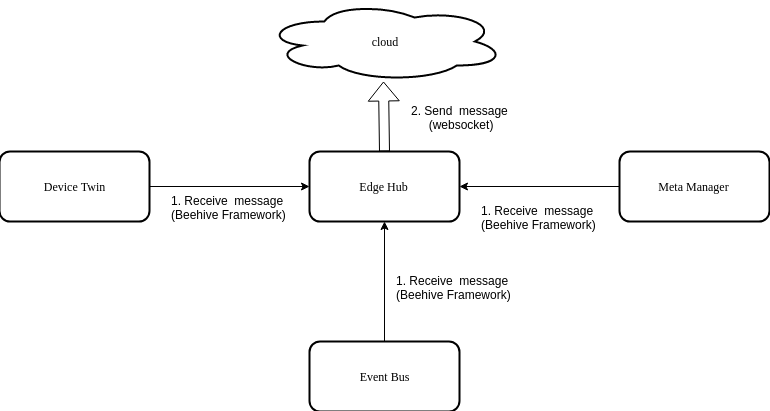 cloud
2. Send  message
(websocket)
Device Twin
Edge Hub
Meta Manager
1. Receive  message
(Beehive Framework)
1. Receive  message
(Beehive Framework)
1. Receive  message
(Beehive Framework)
Event Bus